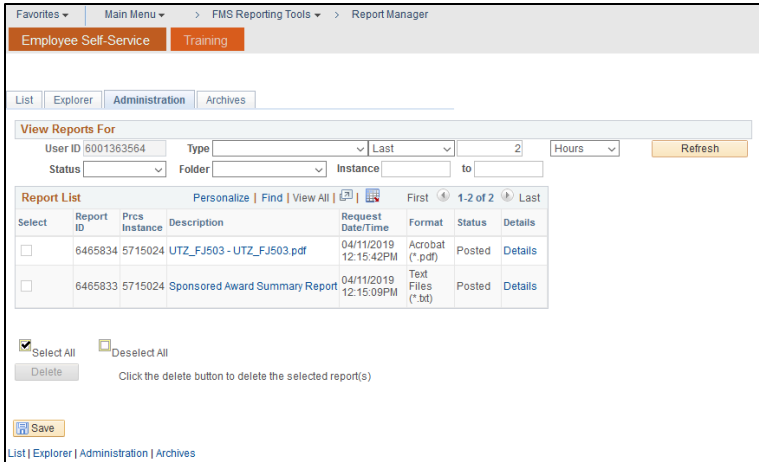 Favorites Main Menu > FMS Reporting Tools > Report Manager
Employee Self-Service Training
List Explorer Administration Archives
View Reports For
User ID 6001363564 Type Last 2 Hours Refresh
Status Folder Instance to
Report List Personalize | Find | View All | | First 1-2 of 2 Last
Select Report ID Prcs Instance Description Request Date/Time Format Status Details
6465834 5715024 UTZ_FJ503 - UTZ_FJ503.pdf 04/11/2019 12:15:42PM Acrobat (*.pdf) Posted Details
6465833 5715024 Sponsored Award Summary Report 04/11/2019 12:15:09PM Text Files (*.txt) Posted Details
Select All Deselect All
Delete Click the delete button to delete the selected report(s)
Save
List | Explorer | Administration | Archives